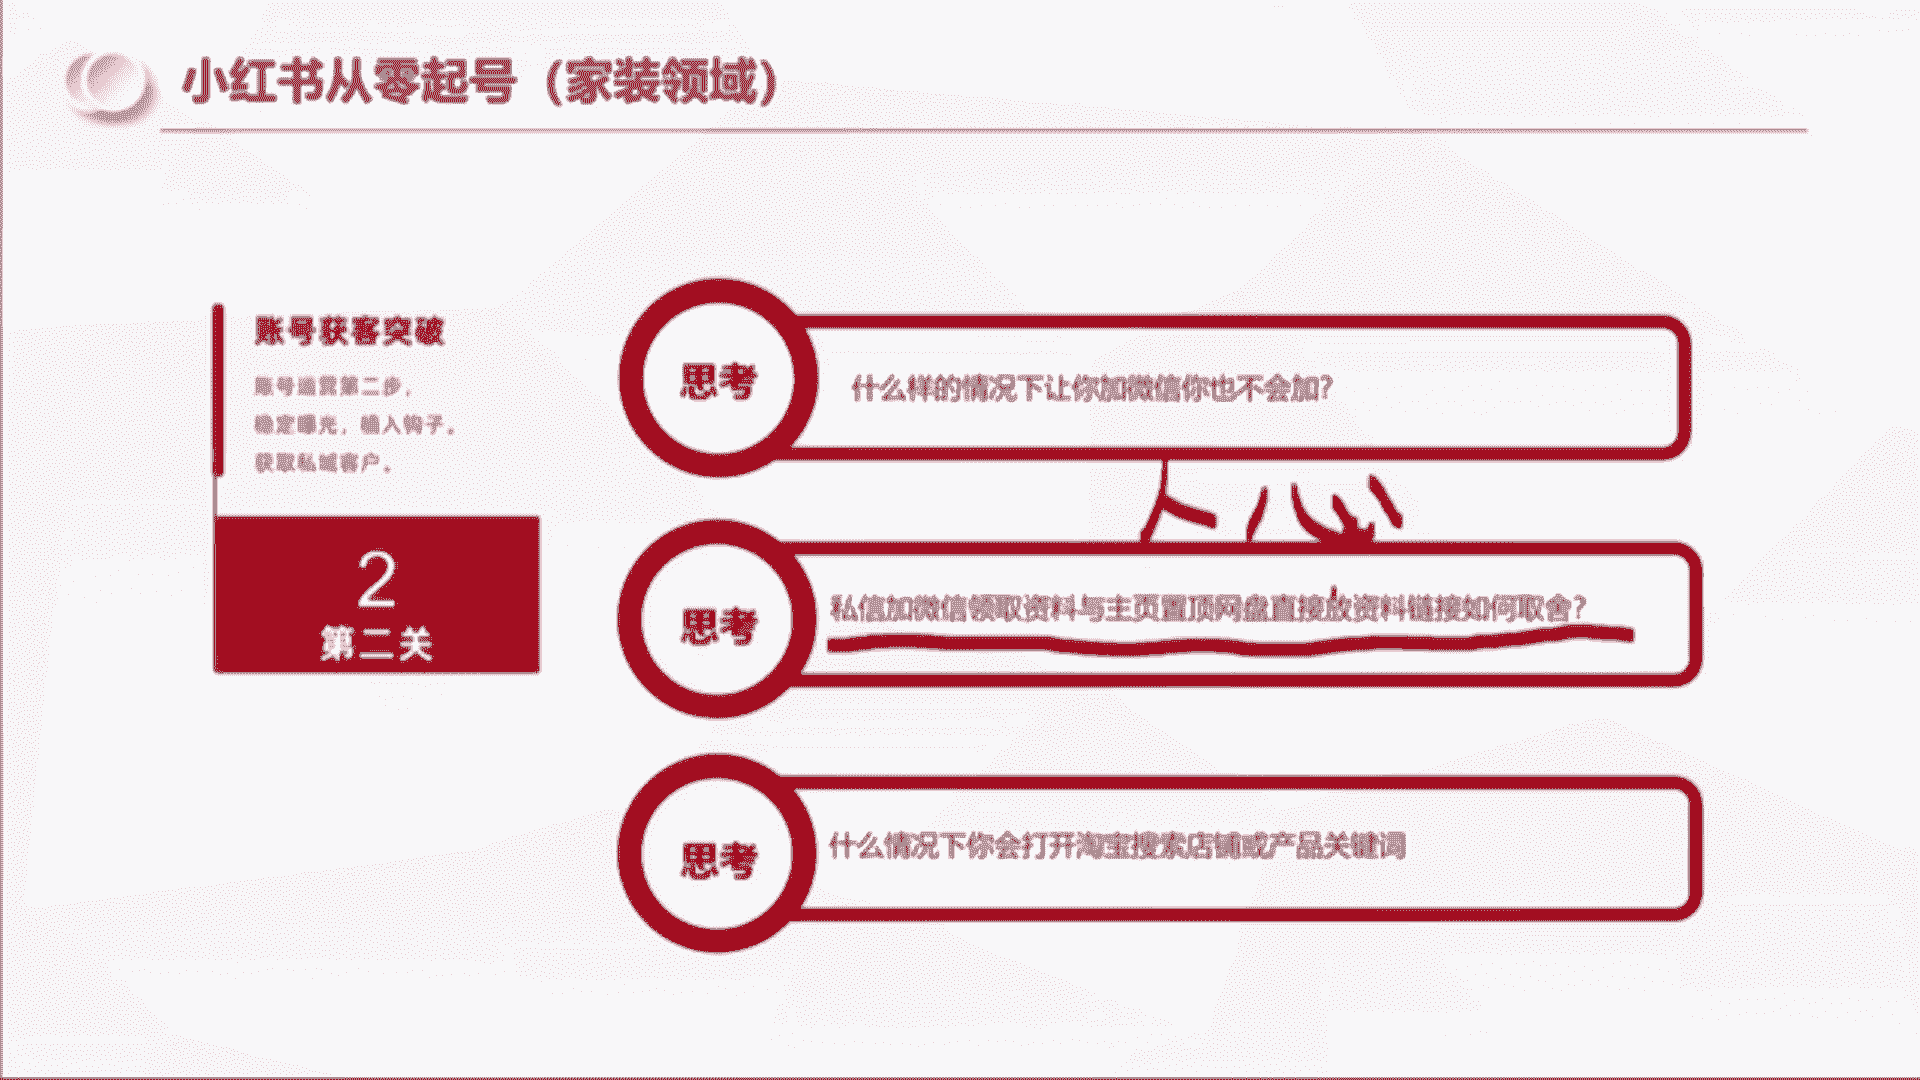 小红书从零起号（家装领域）
账号获客突破
账号运营第二步，
稳定曝光，植入钩子。
获取私域客户。
2
第二关
思考
什么样的情况下让你加微信你也不会加？
人心
思考
私信加微信领取资料与主页置顶网盘直接放资料链接如何取舍？
思考
什么情况下你会打开淘宝搜索店铺或产品关键词